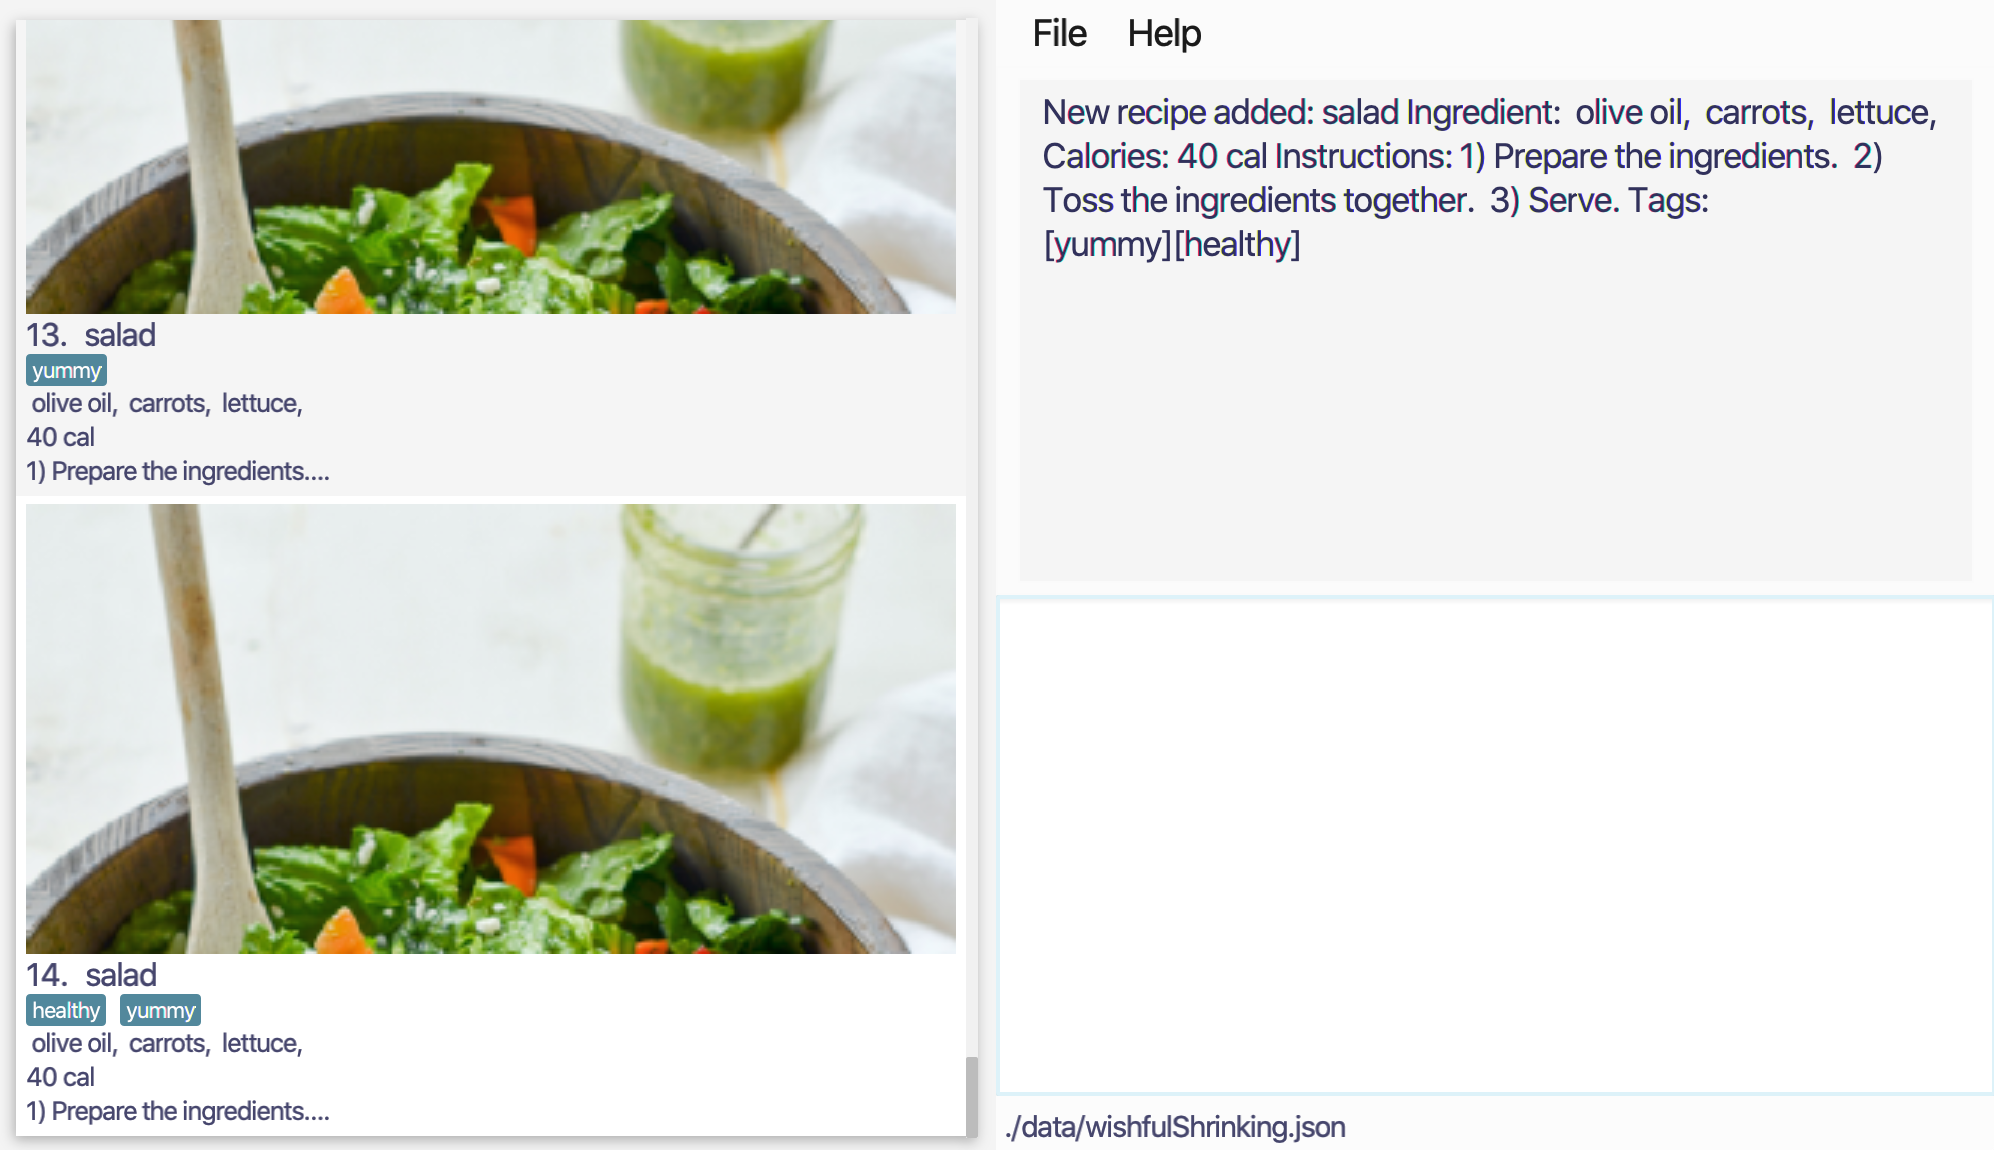 File Help
New recipe added: salad Ingredient: olive oil, carrots, lettuce,
Calories: 40 cal Instructions: 1) Prepare the ingredients. 2)
Toss the ingredients together. 3) Serve. Tags:
[yummy][healthy]
13. salad
yummy
olive oil, carrots, lettuce,
40 cal
1) Prepare the ingredients....
14. salad
healthy yummy
olive oil, carrots, lettuce,
40 cal
1) Prepare the ingredients....
./data/wishfulShrinking.json